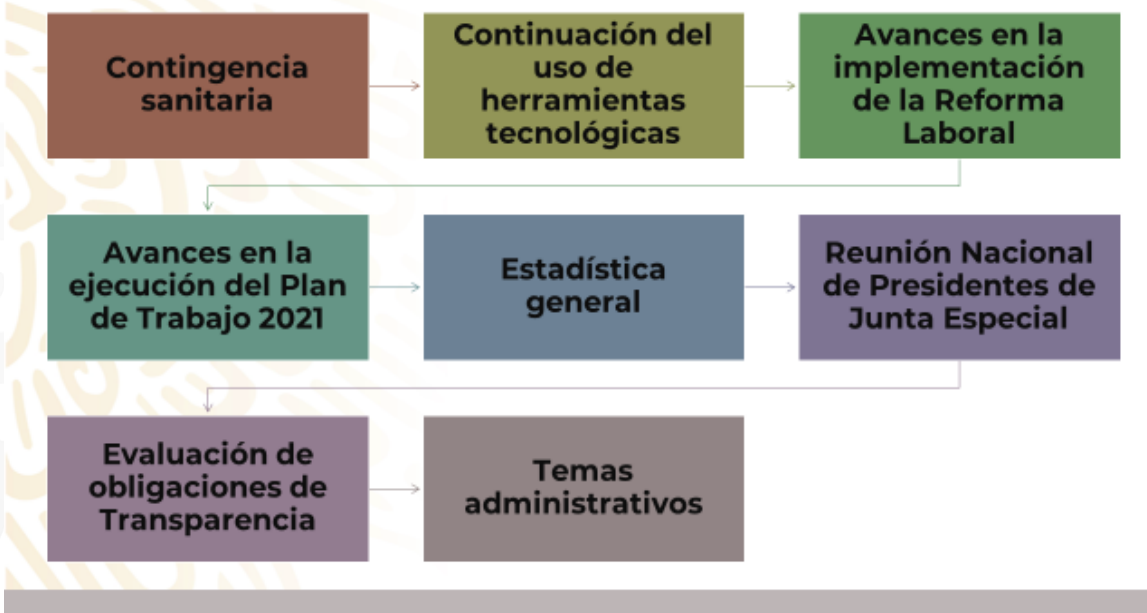 Contingencia
sanitaria
Continuación del
uso de
herramientas
tecnológicas
Avances en la
implementación
de la Reforma
Laboral
Avances en la
ejecución del Plan
de Trabajo 2021
Estadística
general
Reunión Nacional
de Presidentes de
Junta Especial
Evaluación de
obligaciones de
Transparencia
Temas
administrativos